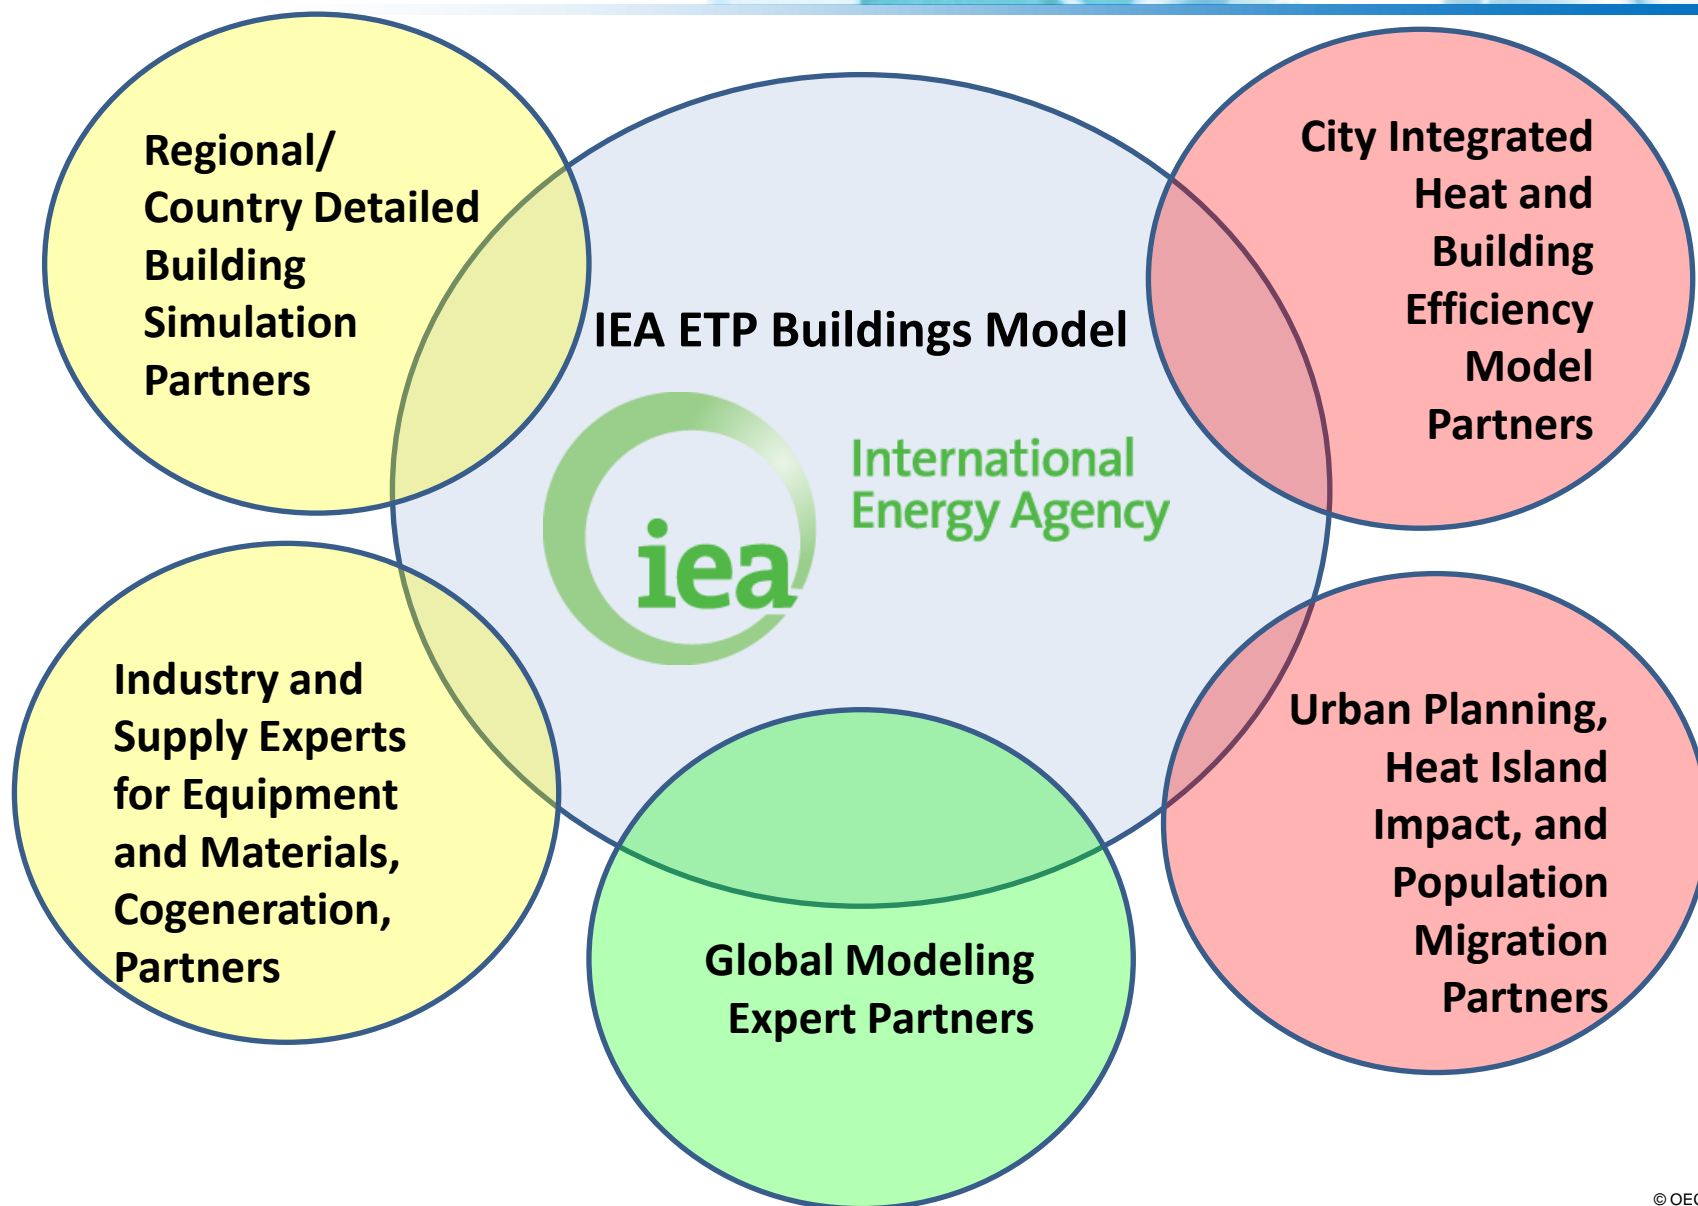 Regional/
Country Detailed
Building
Simulation
Partners
City Integrated
Heat and
Building
Efficiency
Model
Partners
IEA ETP Buildings Model
iea
International
Energy Agency
Industry and
Supply Experts
for Equipment
and Materials,
Cogeneration,
Partners
Urban Planning,
Heat Island
Impact, and
Population
Migration
Partners
Global Modeling
Expert Partners
©